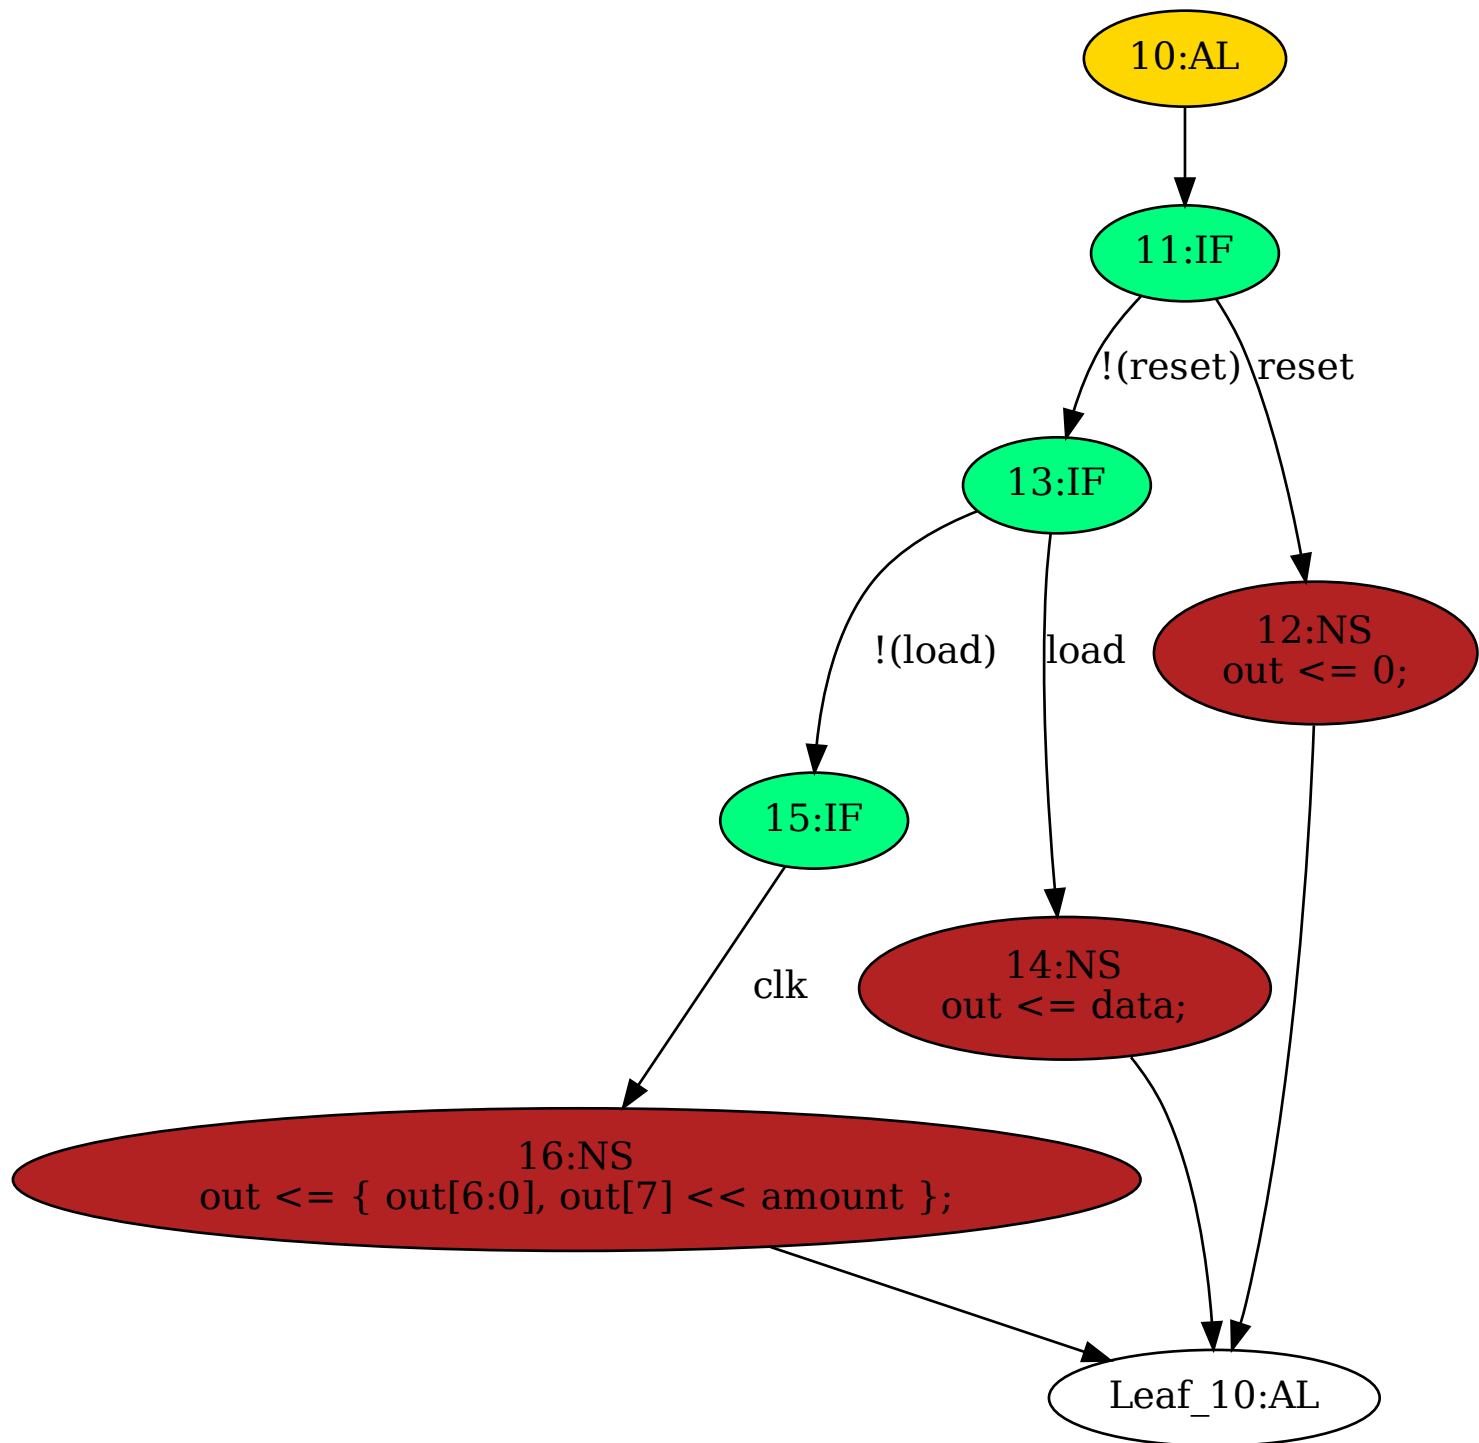 10:AL
11:IF
!(reset)
reset
13:IF
12:NS
out <= 0;
!(load)
load
15:IF
14:NS
out <= data;
clk
16:NS
out <= { out[6:0], out[7] << amount };
Leaf_10:AL